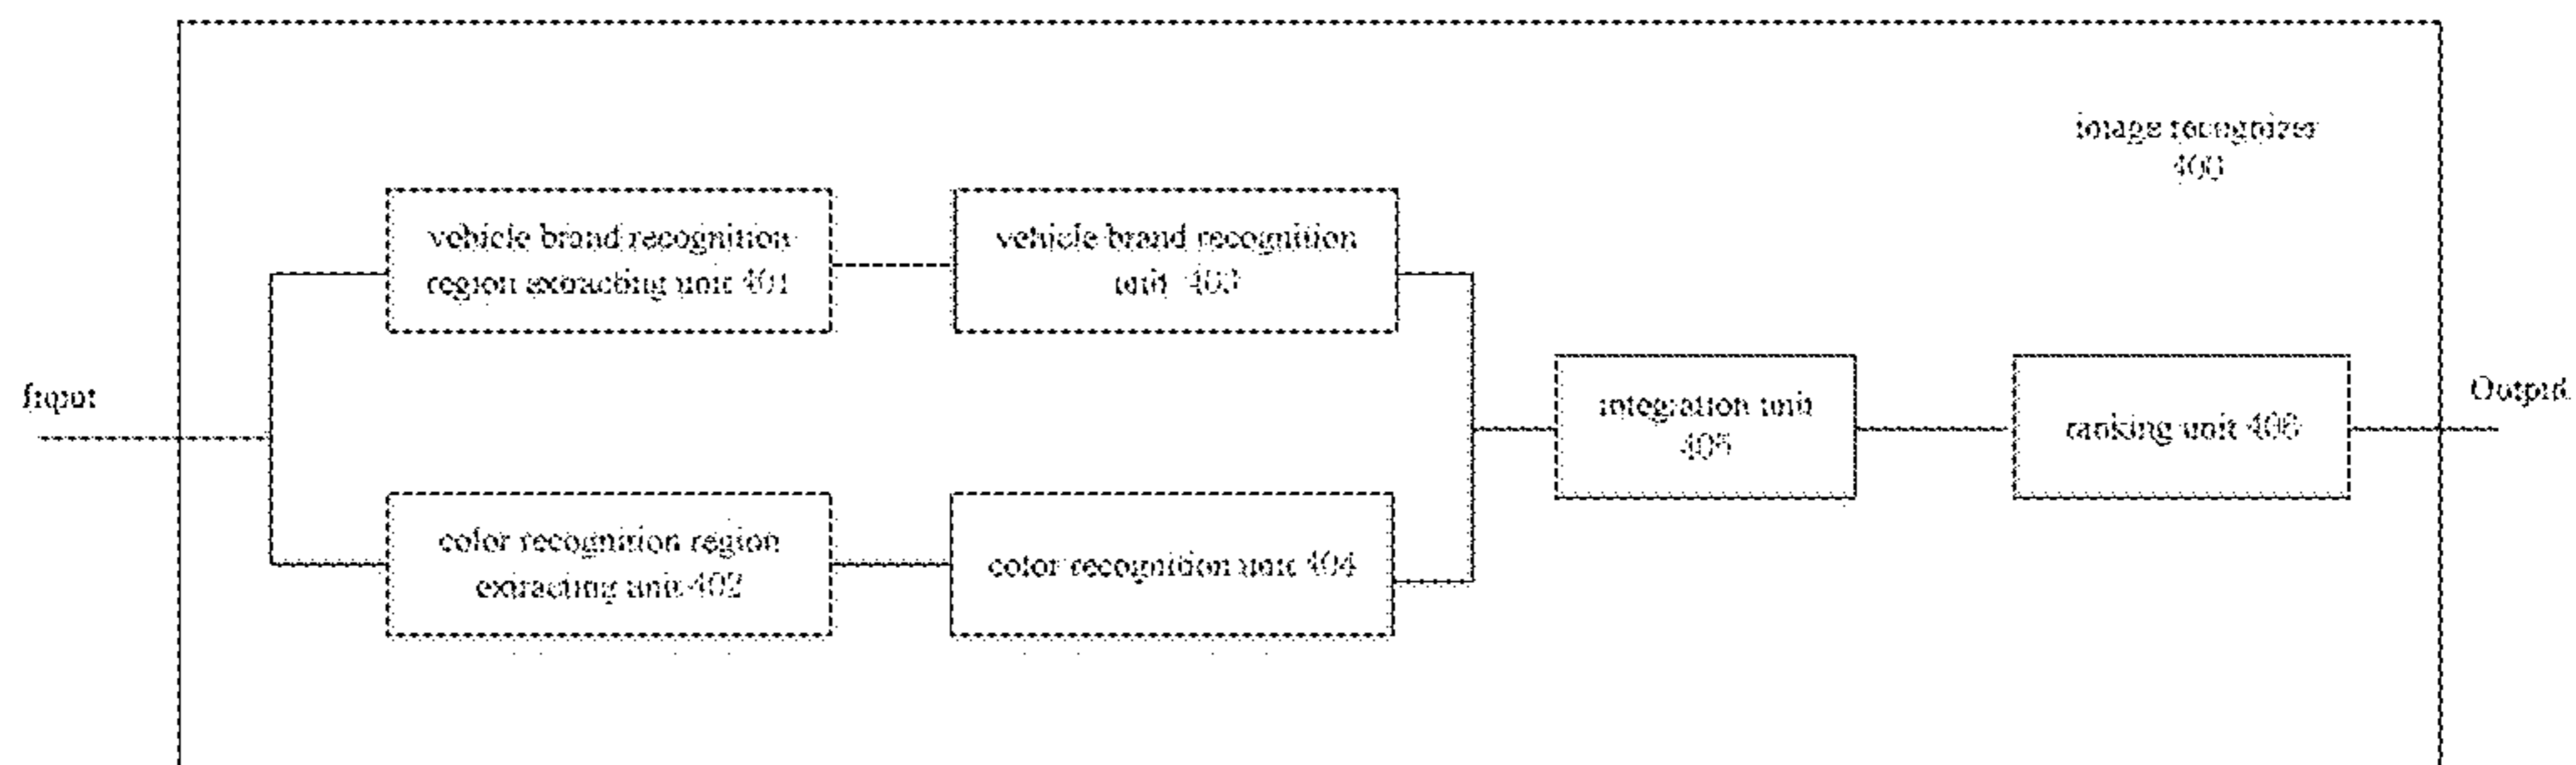 image recognizer
400
vehicle brand recognition
region extracting unit 401
vehicle brand recognition
unit 403
Input
Output
integration unit
405
ranking unit 406
color recognition region
extracting unit 402
color recognition unit 404